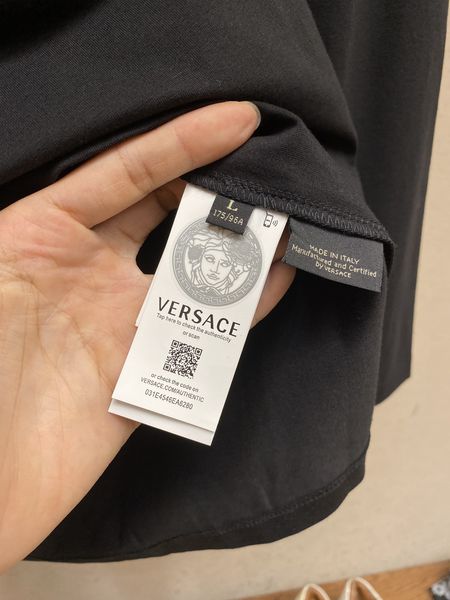 L
175/96A
VERSACE
Tap here to check the authenticity
or scan
or check the code on
VERSACE.COM/AUTHENTIC
031E4546EA6280
MADE IN ITALY
Manufactured and Certified
BY VERSACE